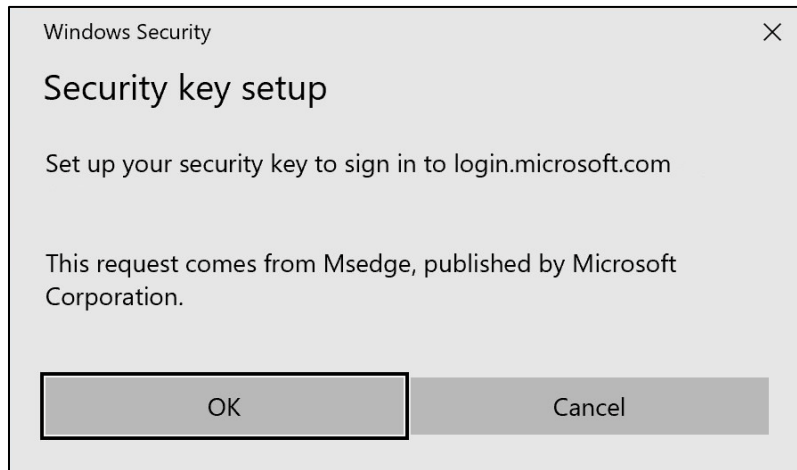 Windows Security
Security key setup
Set up your security key to sign in to login.microsoft.com
This request comes from Msedge, published by Microsoft
Corporation.
OK
Cancel